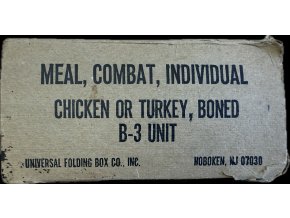 MEAL, COMBAT, INDIVIDUAL
CHICKEN OR TURKEY, BONED
B-3 UNIT
UNIVERSAL FOLDING BOX CO., INC. HOBOKEN, NJ 07030